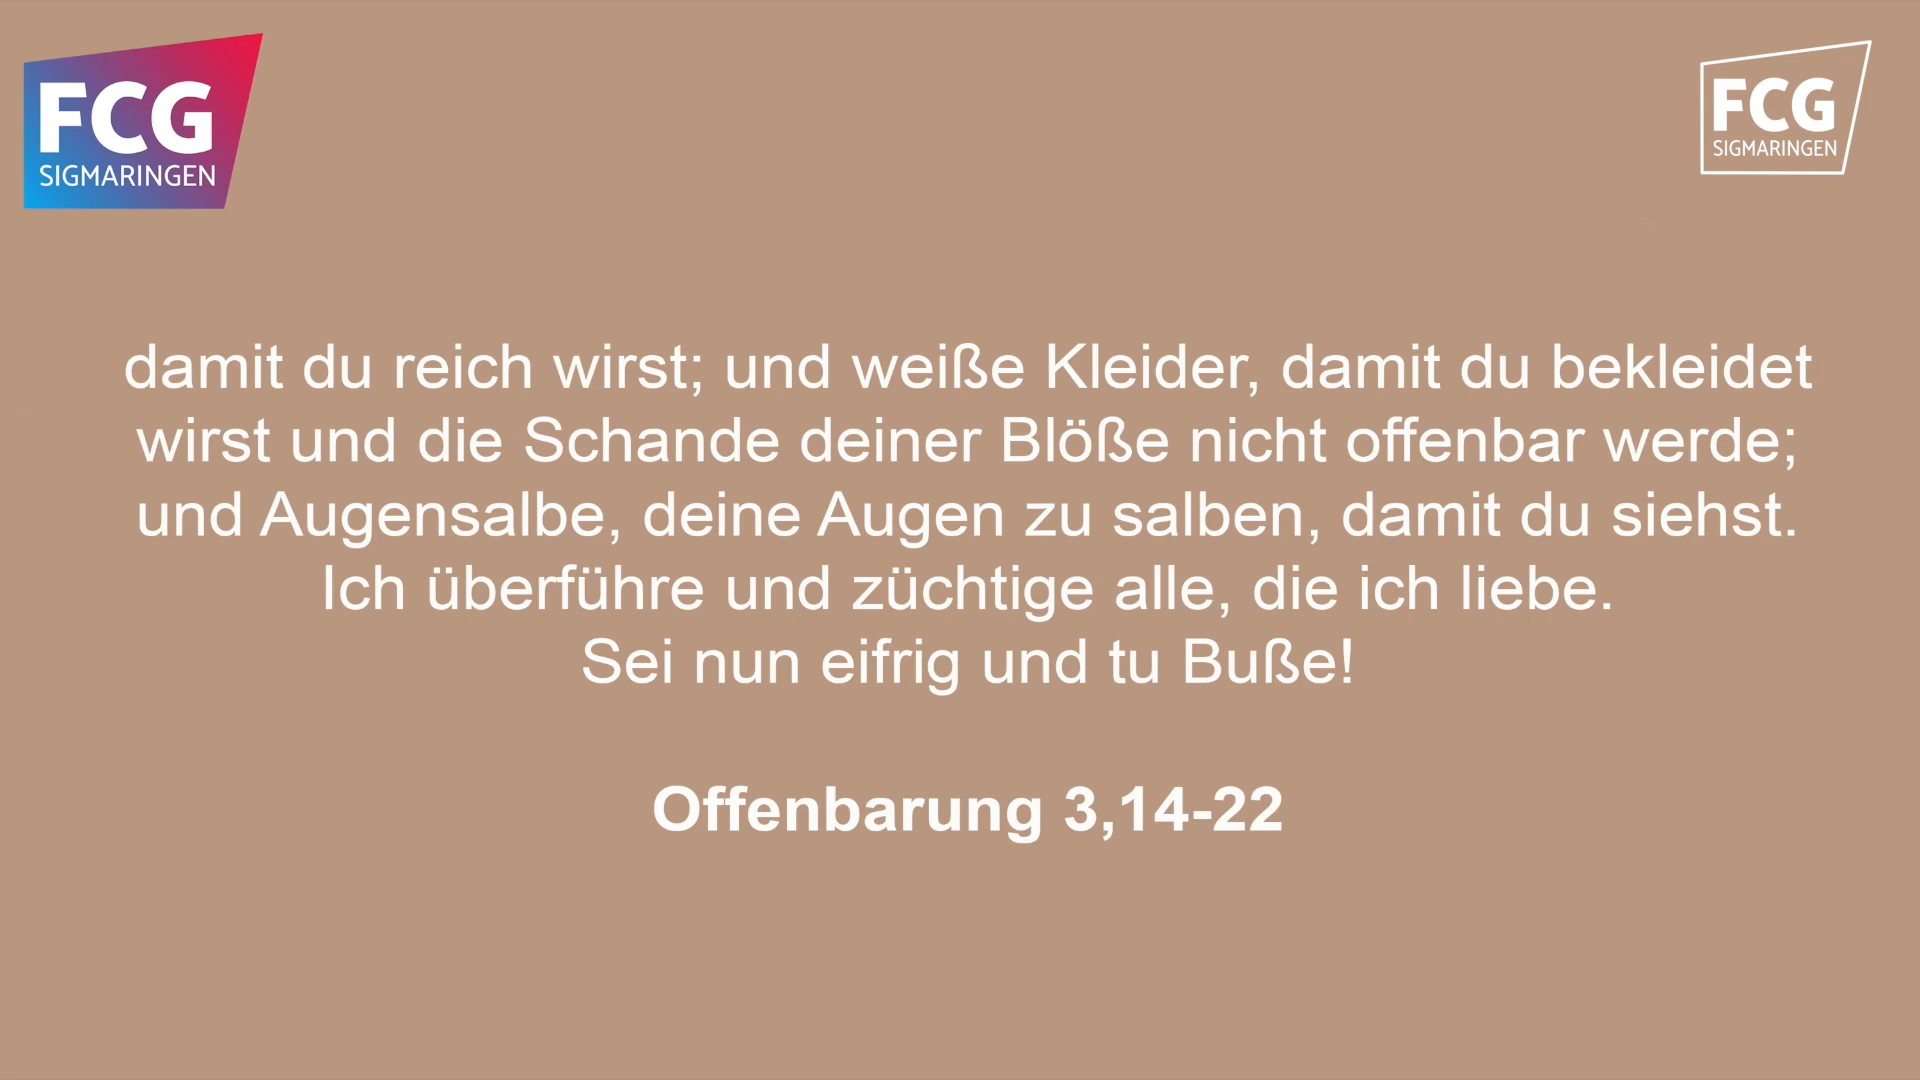 FCG
SIGMARINGEN
FCG
SIGMARINGEN
damit du reich wirst; und weiße Kleider, damit du bekleidet
wirst und die Schande deiner Blöße nicht offenbar werde;
und Augensalbe, deine Augen zu salben, damit du siehst.
Ich überführe und züchtige alle, die ich liebe.
Sei nun eifrig und tu Buße!
Offenbarung 3,14-22